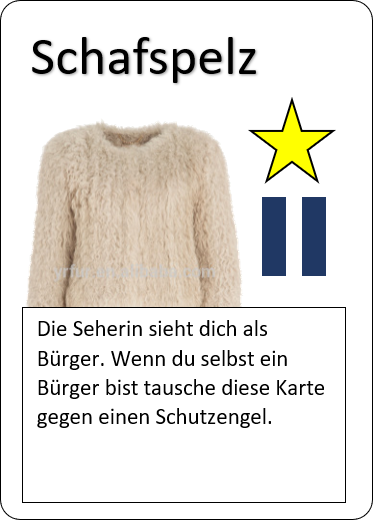 Schafspelz
Die Seherin sieht dich als
Bürger. Wenn du selbst ein
Bürger bist tausche diese Karte
gegen einen Schutzengel.